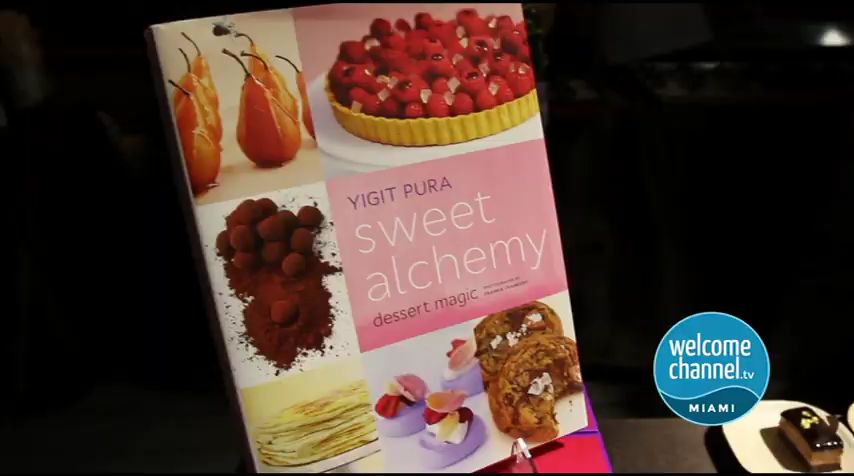 YIGIT PURA
sweet
alchemy
dessert magic
welcome
channel.tv
MIAMI